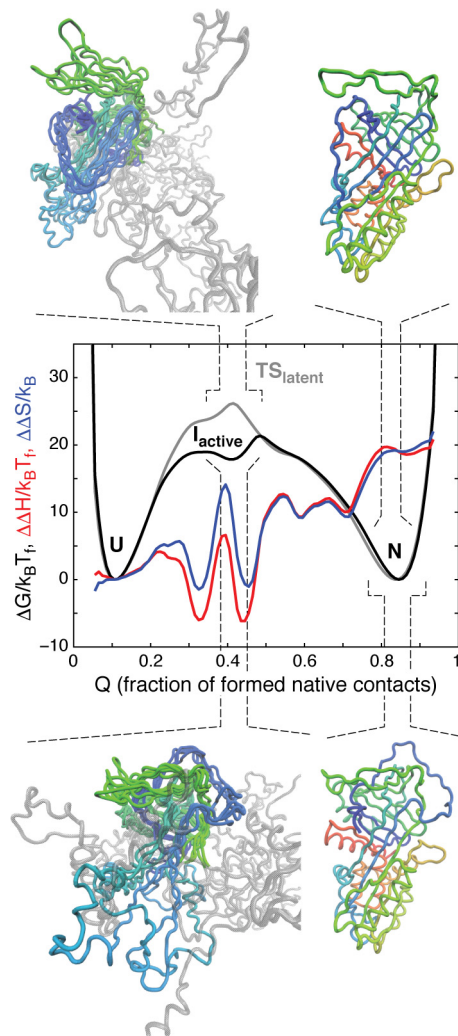 ΔG/k_BT_f, ΔΔH/k_BT_f, ΔΔS/k_B
30
20
10
0
−10
TS_latent
I_active
U
N
0
0.2
0.4
0.6
0.8
1
Q (fraction of formed native contacts)